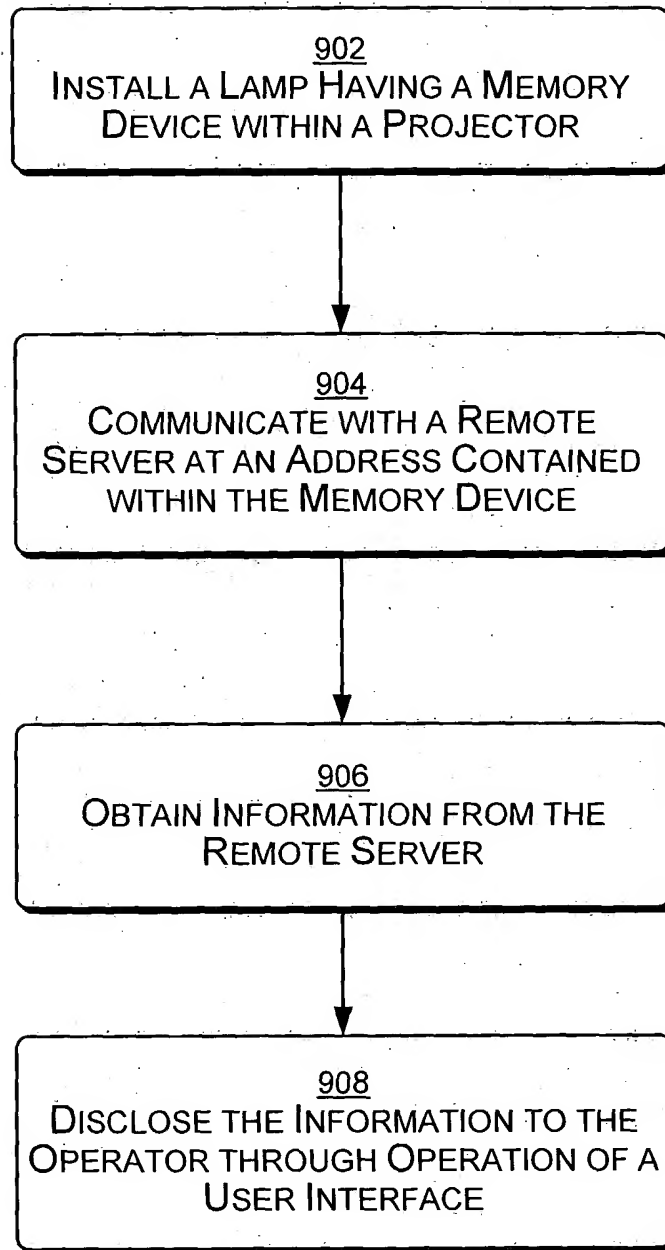 902
INSTALL A LAMP HAVING A MEMORY
DEVICE WITHIN A PROJECTOR
904
COMMUNICATE WITH A REMOTE
SERVER AT AN ADDRESS CONTAINED
WITHIN THE MEMORY DEVICE
906
OBTAIN INFORMATION FROM THE
REMOTE SERVER
908
DISCLOSE THE INFORMATION TO THE
OPERATOR THROUGH OPERATION OF A
USER INTERFACE